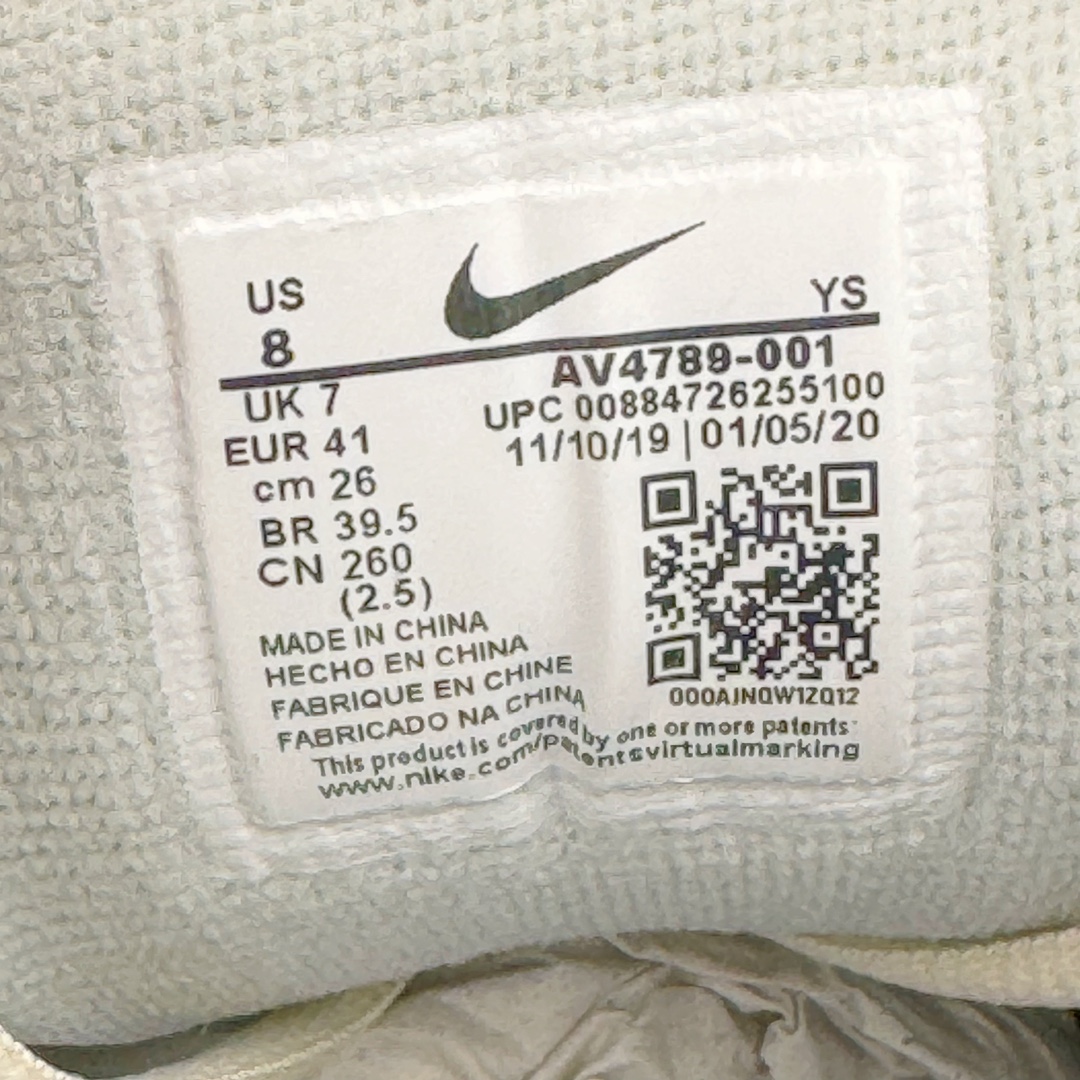 US
8
YS
UK 7
EUR 41
cm 26
BR 39.5
CN 260
(2.5)
AV4789-001
UPC 00884726255100
11/10/19 | 01/05/20
000AJNQW1ZQ12
MADE IN CHINA
HECHO EN CHINA
FABRIQUE EN CHINE
FABRICADO NA CHINA
This product is covered by one or more patents
www.nike.com/patentsvirtualmarking